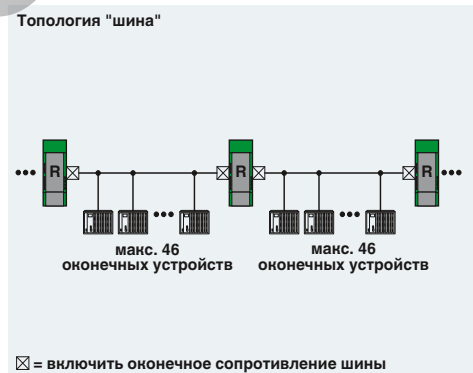 Топология "шина"
R R R
макс. 46 макс. 46
оконечных устройств оконечных устройств
= включить оконечное сопротивление шины